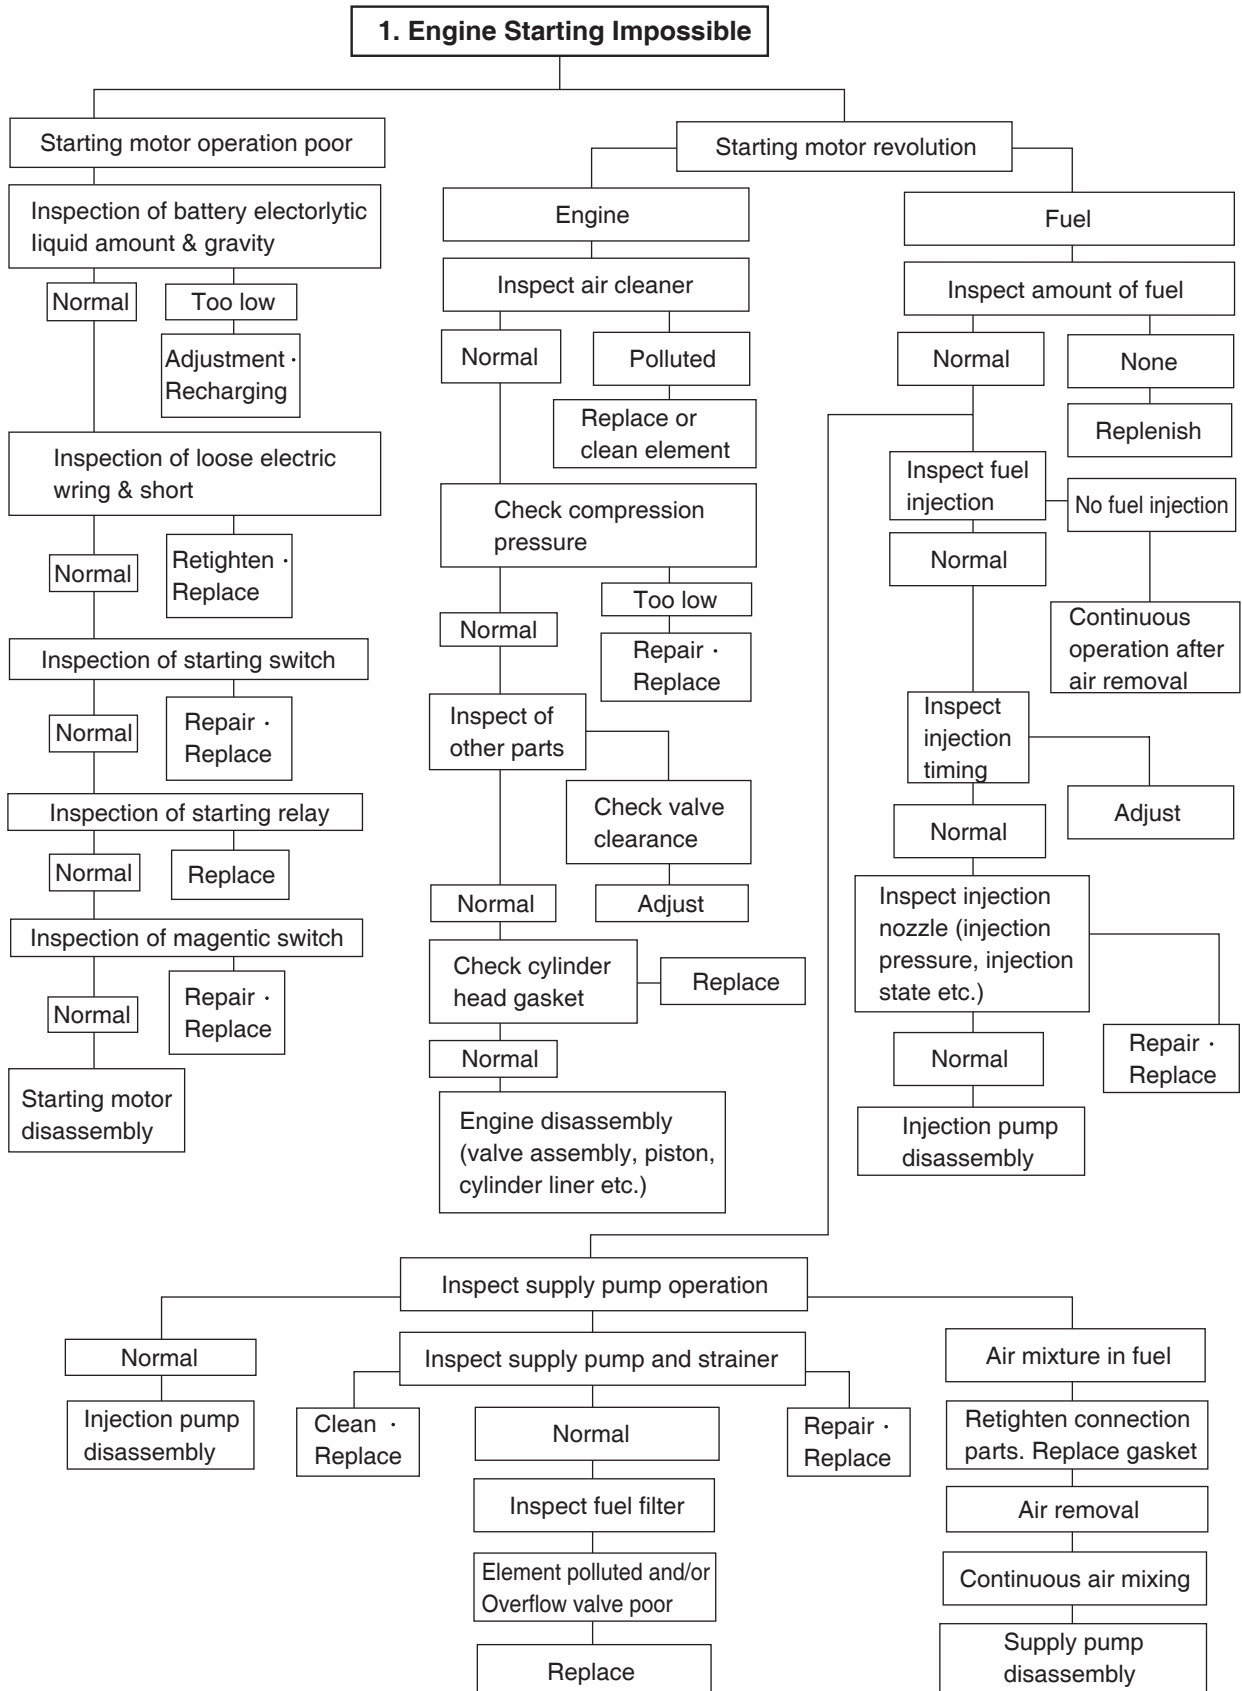 1. Engine Starting Impossible
Starting motor operation poor
Inspection of battery electorlytic
liquid amount & gravity
Normal
Too low
Adjustment ·
Recharging
Inspection of loose electric
wring & short
Normal
Retighten ·
Replace
Inspection of starting switch
Normal
Repair ·
Replace
Inspection of starting relay
Normal
Replace
Inspection of magentic switch
Normal
Repair ·
Replace
Starting motor
disassembly
Starting motor revolution
Engine
Inspect air cleaner
Normal
Polluted
Replace or
clean element
Check compression
pressure
Normal
Too low
Repair ·
Replace
Inspect of
other parts
Check valve
clearance
Normal
Adjust
Check cylinder
head gasket
Replace
Normal
Engine disassembly
(valve assembly, piston,
cylinder liner etc.)
Fuel
Inspect amount of fuel
Normal
None
Replenish
Inspect fuel
injection
No fuel injection
Normal
Continuous
operation after
air removal
Inspect
injection
timing
Adjust
Normal
Inspect injection
nozzle (injection
pressure, injection
state etc.)
Normal
Repair ·
Replace
Injection pump
disassembly
Inspect supply pump operation
Normal
Injection pump
disassembly
Inspect supply pump and strainer
Clean ·
Replace
Normal
Repair ·
Replace
Inspect fuel filter
Element polluted and/or
Overflow valve poor
Replace
Air mixture in fuel
Retighten connection
parts. Replace gasket
Air removal
Continuous air mixing
Supply pump
disassembly